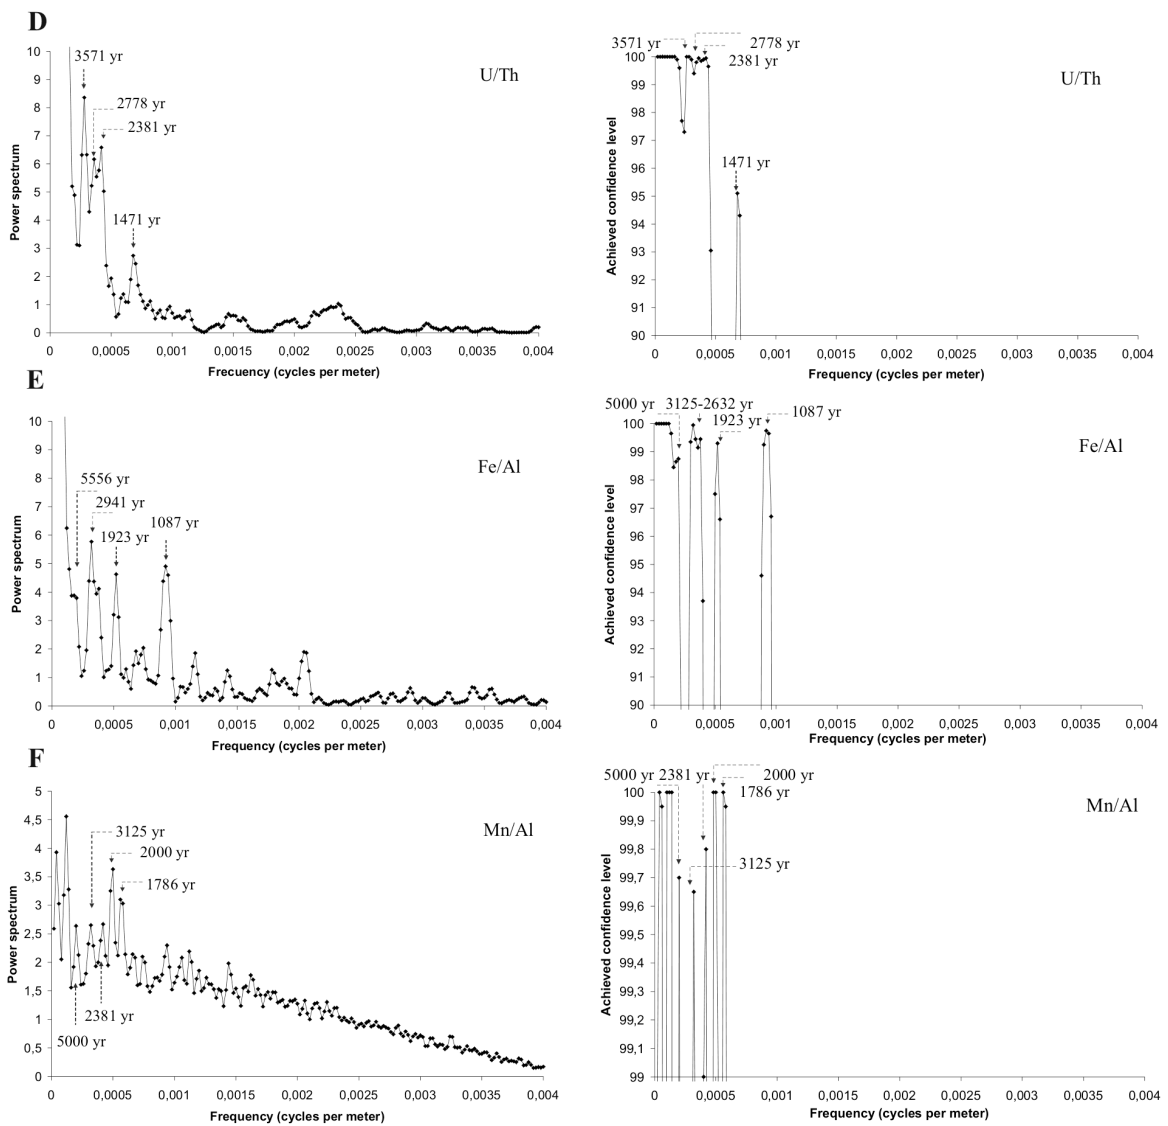 D
3571 yr
2778 yr
2381 yr
1471 yr
U/Th
Power spectrum
10
9
8
7
6
5
4
3
2
1
0
0 0,0005 0,001 0,0015 0,002 0,0025 0,003 0,0035 0,004
Frecuency (cycles per meter)
3571 yr
2778 yr
2381 yr
1471 yr
U/Th
Achieved confidence level
100
99
98
97
96
95
94
93
92
91
90
0 0,0005 0,001 0,0015 0,002 0,0025 0,003 0,0035 0,004
Frequency (cycles per meter)
E
5556 yr
2941 yr
1923 yr
1087 yr
Fe/Al
Power spectrum
10
9
8
7
6
5
4
3
2
1
0
0 0,0005 0,001 0,0015 0,002 0,0025 0,003 0,0035 0,004
Frequency (cycles per meter)
5000 yr 3125-2632 yr
1923 yr
1087 yr
Fe/Al
Achieved confidence level
100
99
98
97
96
95
94
93
92
91
90
0 0,0005 0,001 0,0015 0,002 0,0025 0,003 0,0035 0,004
Frequency (cycles per meter)
F
3125 yr
2000 yr
1786 yr
2381 yr
5000 yr
Mn/Al
Power spectrum
5
4,5
4
3,5
3
2,5
2
1,5
1
0,5
0
0 0,0005 0,001 0,0015 0,002 0,0025 0,003 0,0035 0,004
Frequency (cycles per meter)
5000 yr 2381 yr
2000 yr
1786 yr
3125 yr
Mn/Al
Achieved confidence level
100
99,9
99,8
99,7
99,6
99,5
99,4
99,3
99,2
99,1
99
0 0,0005 0,001 0,0015 0,002 0,0025 0,003 0,0035 0,004
Frequency (cycles per meter)